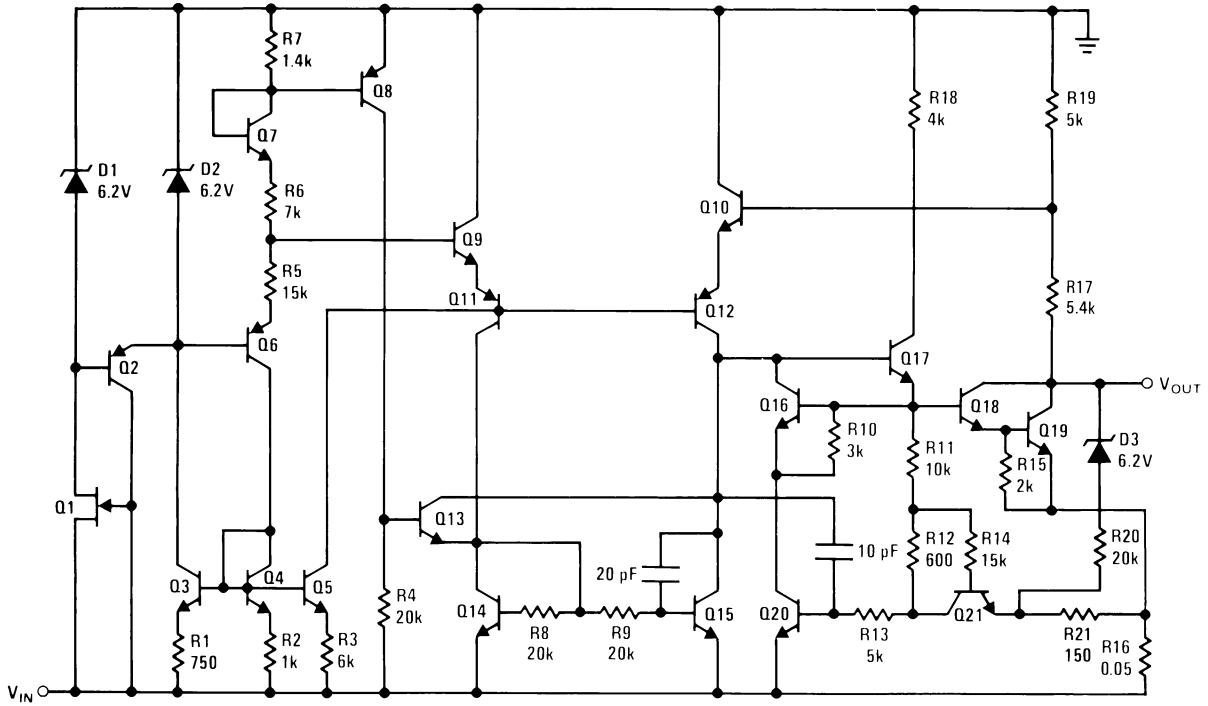 R7
1.4k
Q8
R18
4k
R19
5k
Q7
D1
6.2V
D2
6.2V
R6
7k
Q10
Q9
R5
15k
R17
5.4k
Q11
Q12
Q2
Q6
Q17
VOUT
Q16
Q18
Q19
R10
3k
R11
10k
D3
6.2V
R15
2k
Q1
Q13
R12
600
R14
15k
R20
20k
10 pF
20 pF
Q3
Q4
Q5
R4
20k
Q14
Q15
Q20
Q21
R8
20k
R9
20k
R13
5k
R21
150
R16
0.05
R1
750
R2
1k
R3
6k
VIN